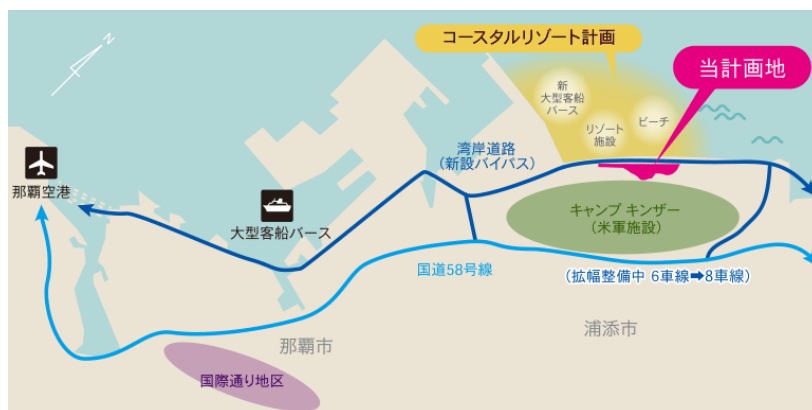 N
コースタルリゾート計画
当計画地
新
大型客船
バース
リゾート
施設
ビーチ
湾岸道路
(新設バイパス)
那覇空港
大型客船バース
キャンプ キンザー
(米軍施設)
国道58号線
(拡幅整備中 6車線➡8車線)
那覇市
浦添市
国際通り地区